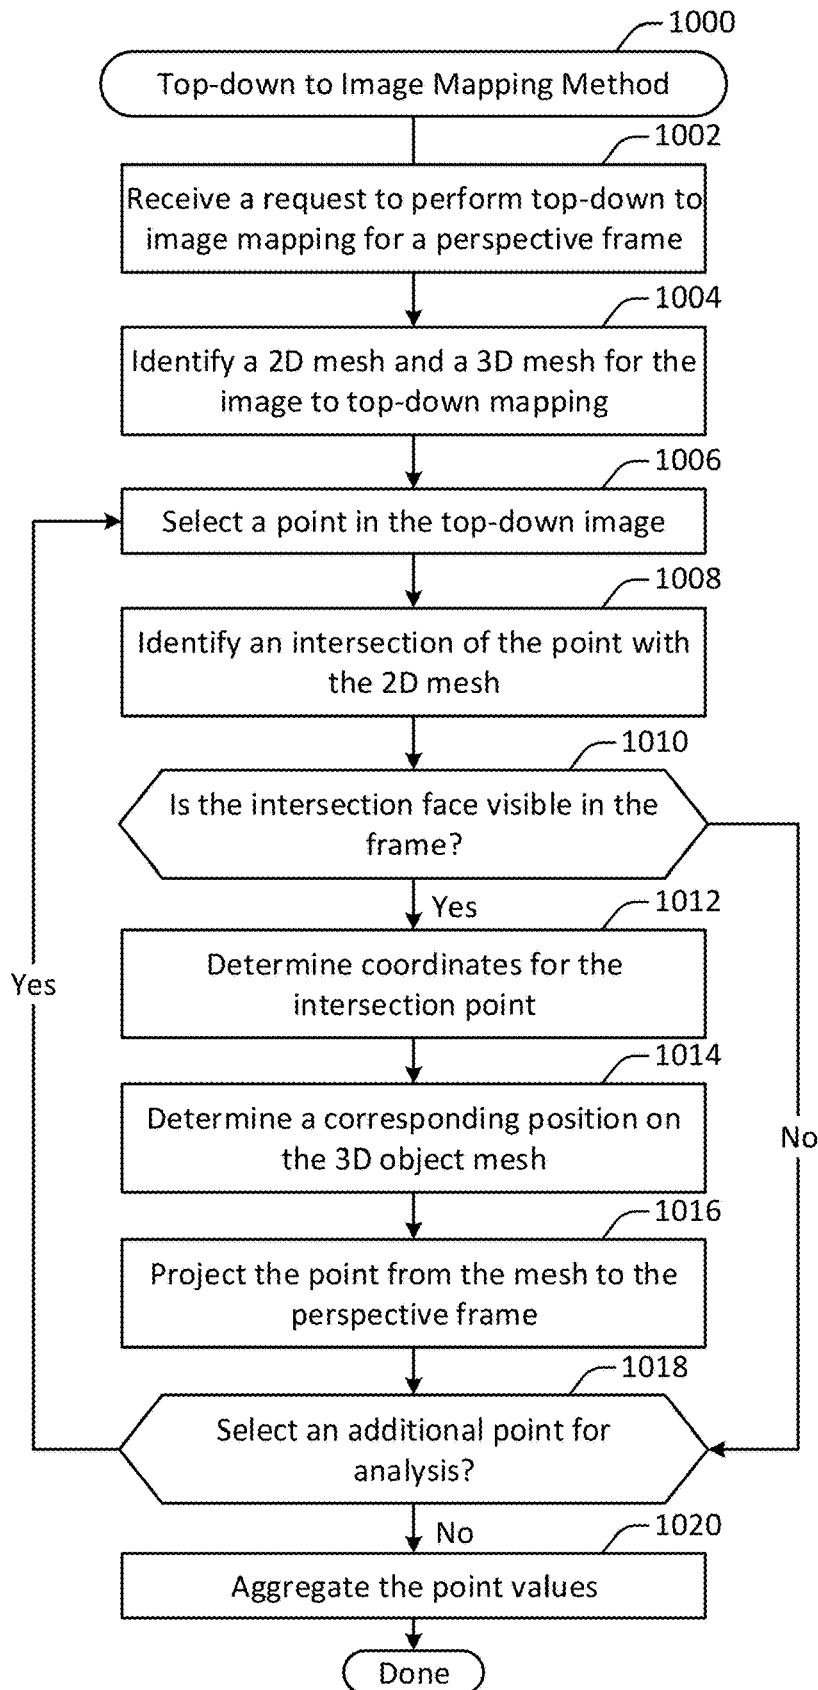 1000
Top-down to Image Mapping Method
1002
Receive a request to perform top-down to
image mapping for a perspective frame
1004
Identify a 2D mesh and a 3D mesh for the
image to top-down mapping
1006
Select a point in the top-down image
1008
Identify an intersection of the point with
the 2D mesh
1010
Is the intersection face visible in the
frame?
Yes
1012
Determine coordinates for the
intersection point
Yes
1014
Determine a corresponding position on
the 3D object mesh
No
1016
Project the point from the mesh to the
perspective frame
1018
Select an additional point for
analysis?
No
1020
Aggregate the point values
Done